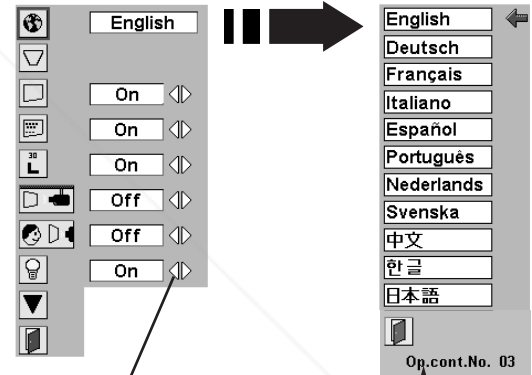 English
On
On
30
L
On
Off
Off
On
English
Deutsch
Français
Italiano
Español
Português
Nederlands
Svenska
中文
한글
日本語
Op.cont.No. 03